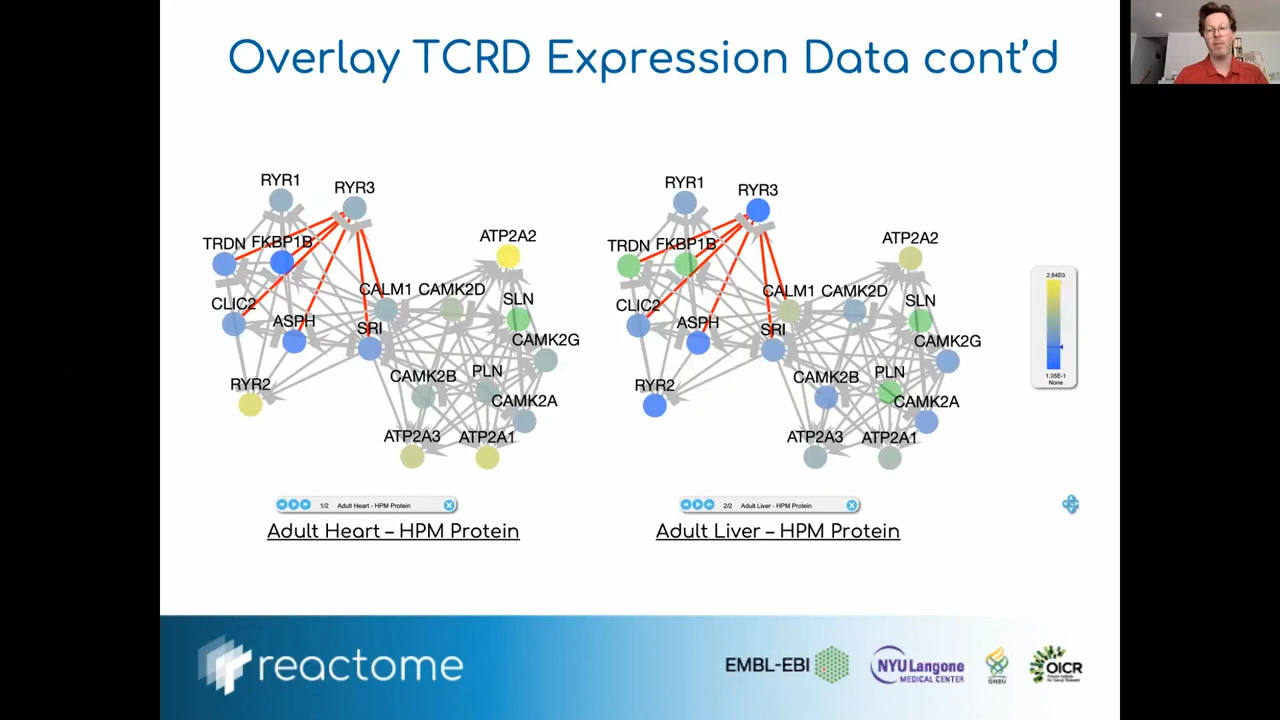 Overlay TCRD Expression Data cont'd
RYR1
RYR3
TRDN
FKBP1B
ATP2A2
CLIC2
ASPH
CALM1
CAMK2D
SLN
SRI
CAMK2G
RYR2
CAMK2B
PLN
CAMK2A
ATP2A3
ATP2A1
1/2 Adult Heart - HPM Protein
Adult Heart – HPM Protein
RYR1
RYR3
TRDN
FKBP1B
ATP2A2
CLIC2
ASPH
CALM1
CAMK2D
SLN
SRI
CAMK2G
RYR2
CAMK2B
PLN
CAMK2A
ATP2A3
ATP2A1
2/2 Adult Liver - HPM Protein
Adult Liver – HPM Protein
2.84E0
1.05E-1
None
reactome
EMBL-EBI
NYU Langone
MEDICAL CENTER
OHSU
OICR